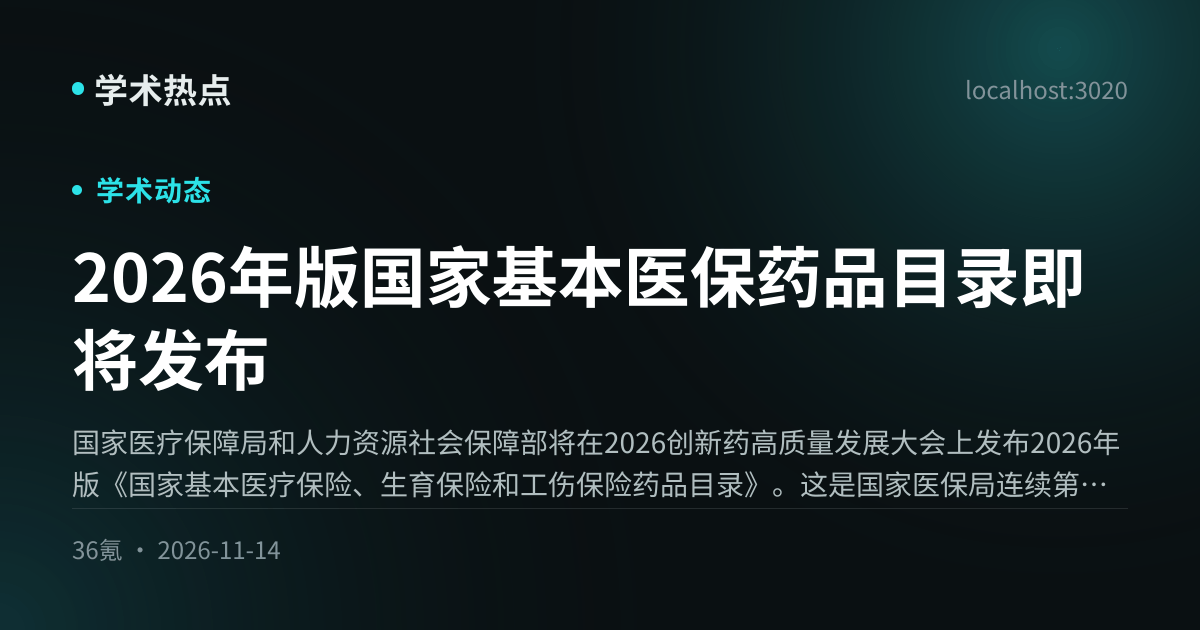 学术热点
localhost:3020
学术动态
2026年版国家基本医保药品目录即
将发布
国家医疗保障局和人力资源社会保障部将在2026创新药高质量发展大会上发布2026年
版《国家基本医疗保险、生育保险和工伤保险药品目录》。这是国家医保局连续第…
36氪 · 2026-11-14